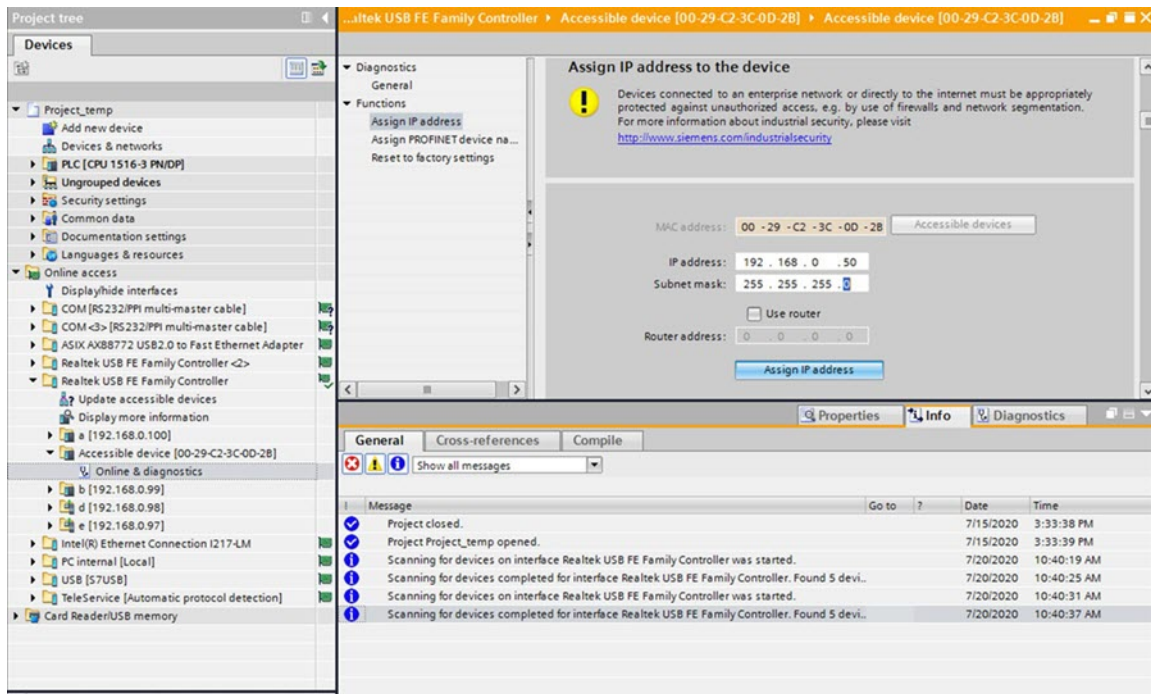 Project tree
Devices
Project_temp
Add new device
Devices & networks
PLC [CPU 1516-3 PN/DP]
Ungrouped devices
Security settings
Common data
Documentation settings
Languages & resources
Online access
Display/hide interfaces
COM [RS232/PPI multi-master cable]
COM <3> [RS232/PPI multi-master cable]
ASIX AX88772 USB2.0 to Fast Ethernet Adapter
Realtek USB FE Family Controller <2>
Realtek USB FE Family Controller
Update accessible devices
Display more information
a [192.168.0.100]
Accessible device [00-29-C2-3C-0D-2B]
Online & diagnostics
b [192.168.0.99]
d [192.168.0.98]
e [192.168.0.97]
Intel(R) Ethernet Connection I217-LM
PC internal [Local]
USB [S7USB]
TeleService [Automatic protocol detection]
Card Reader/USB memory
...altek USB FE Family Controller ▸ Accessible device [00-29-C2-3C-0D-2B] ▸ Accessible device [00-29-C2-3C-0D-2B]
Diagnostics
General
Functions
Assign IP address
Assign PROFINET device na...
Reset to factory settings
Assign IP address to the device
Devices connected to an enterprise network or directly to the internet must be appropriately
protected against unauthorized access, e.g. by use of firewalls and network segmentation.
For more information about industrial security, please visit
http://www.siemens.com/industrialsecurity
MAC address: 00 -29 -C2 -3C -0D -2B Accessible devices
IP address: 192 . 168 . 0 . 50
Subnet mask: 255 . 255 . 255 . 0
Use router
Router address: 0 . 0 . 0 . 0
Assign IP address
Properties Info Diagnostics
General Cross-references Compile
Show all messages
! Message Go to ? Date Time
Project closed. 7/15/2020 3:33:38 PM
Project Project_temp opened. 7/15/2020 3:33:39 PM
Scanning for devices on interface Realtek USB FE Family Controller was started. 7/20/2020 10:40:19 AM
Scanning for devices completed for interface Realtek USB FE Family Controller. Found 5 devi.. 7/20/2020 10:40:25 AM
Scanning for devices on interface Realtek USB FE Family Controller was started. 7/20/2020 10:40:31 AM
Scanning for devices completed for interface Realtek USB FE Family Controller. Found 5 devi.. 7/20/2020 10:40:37 AM